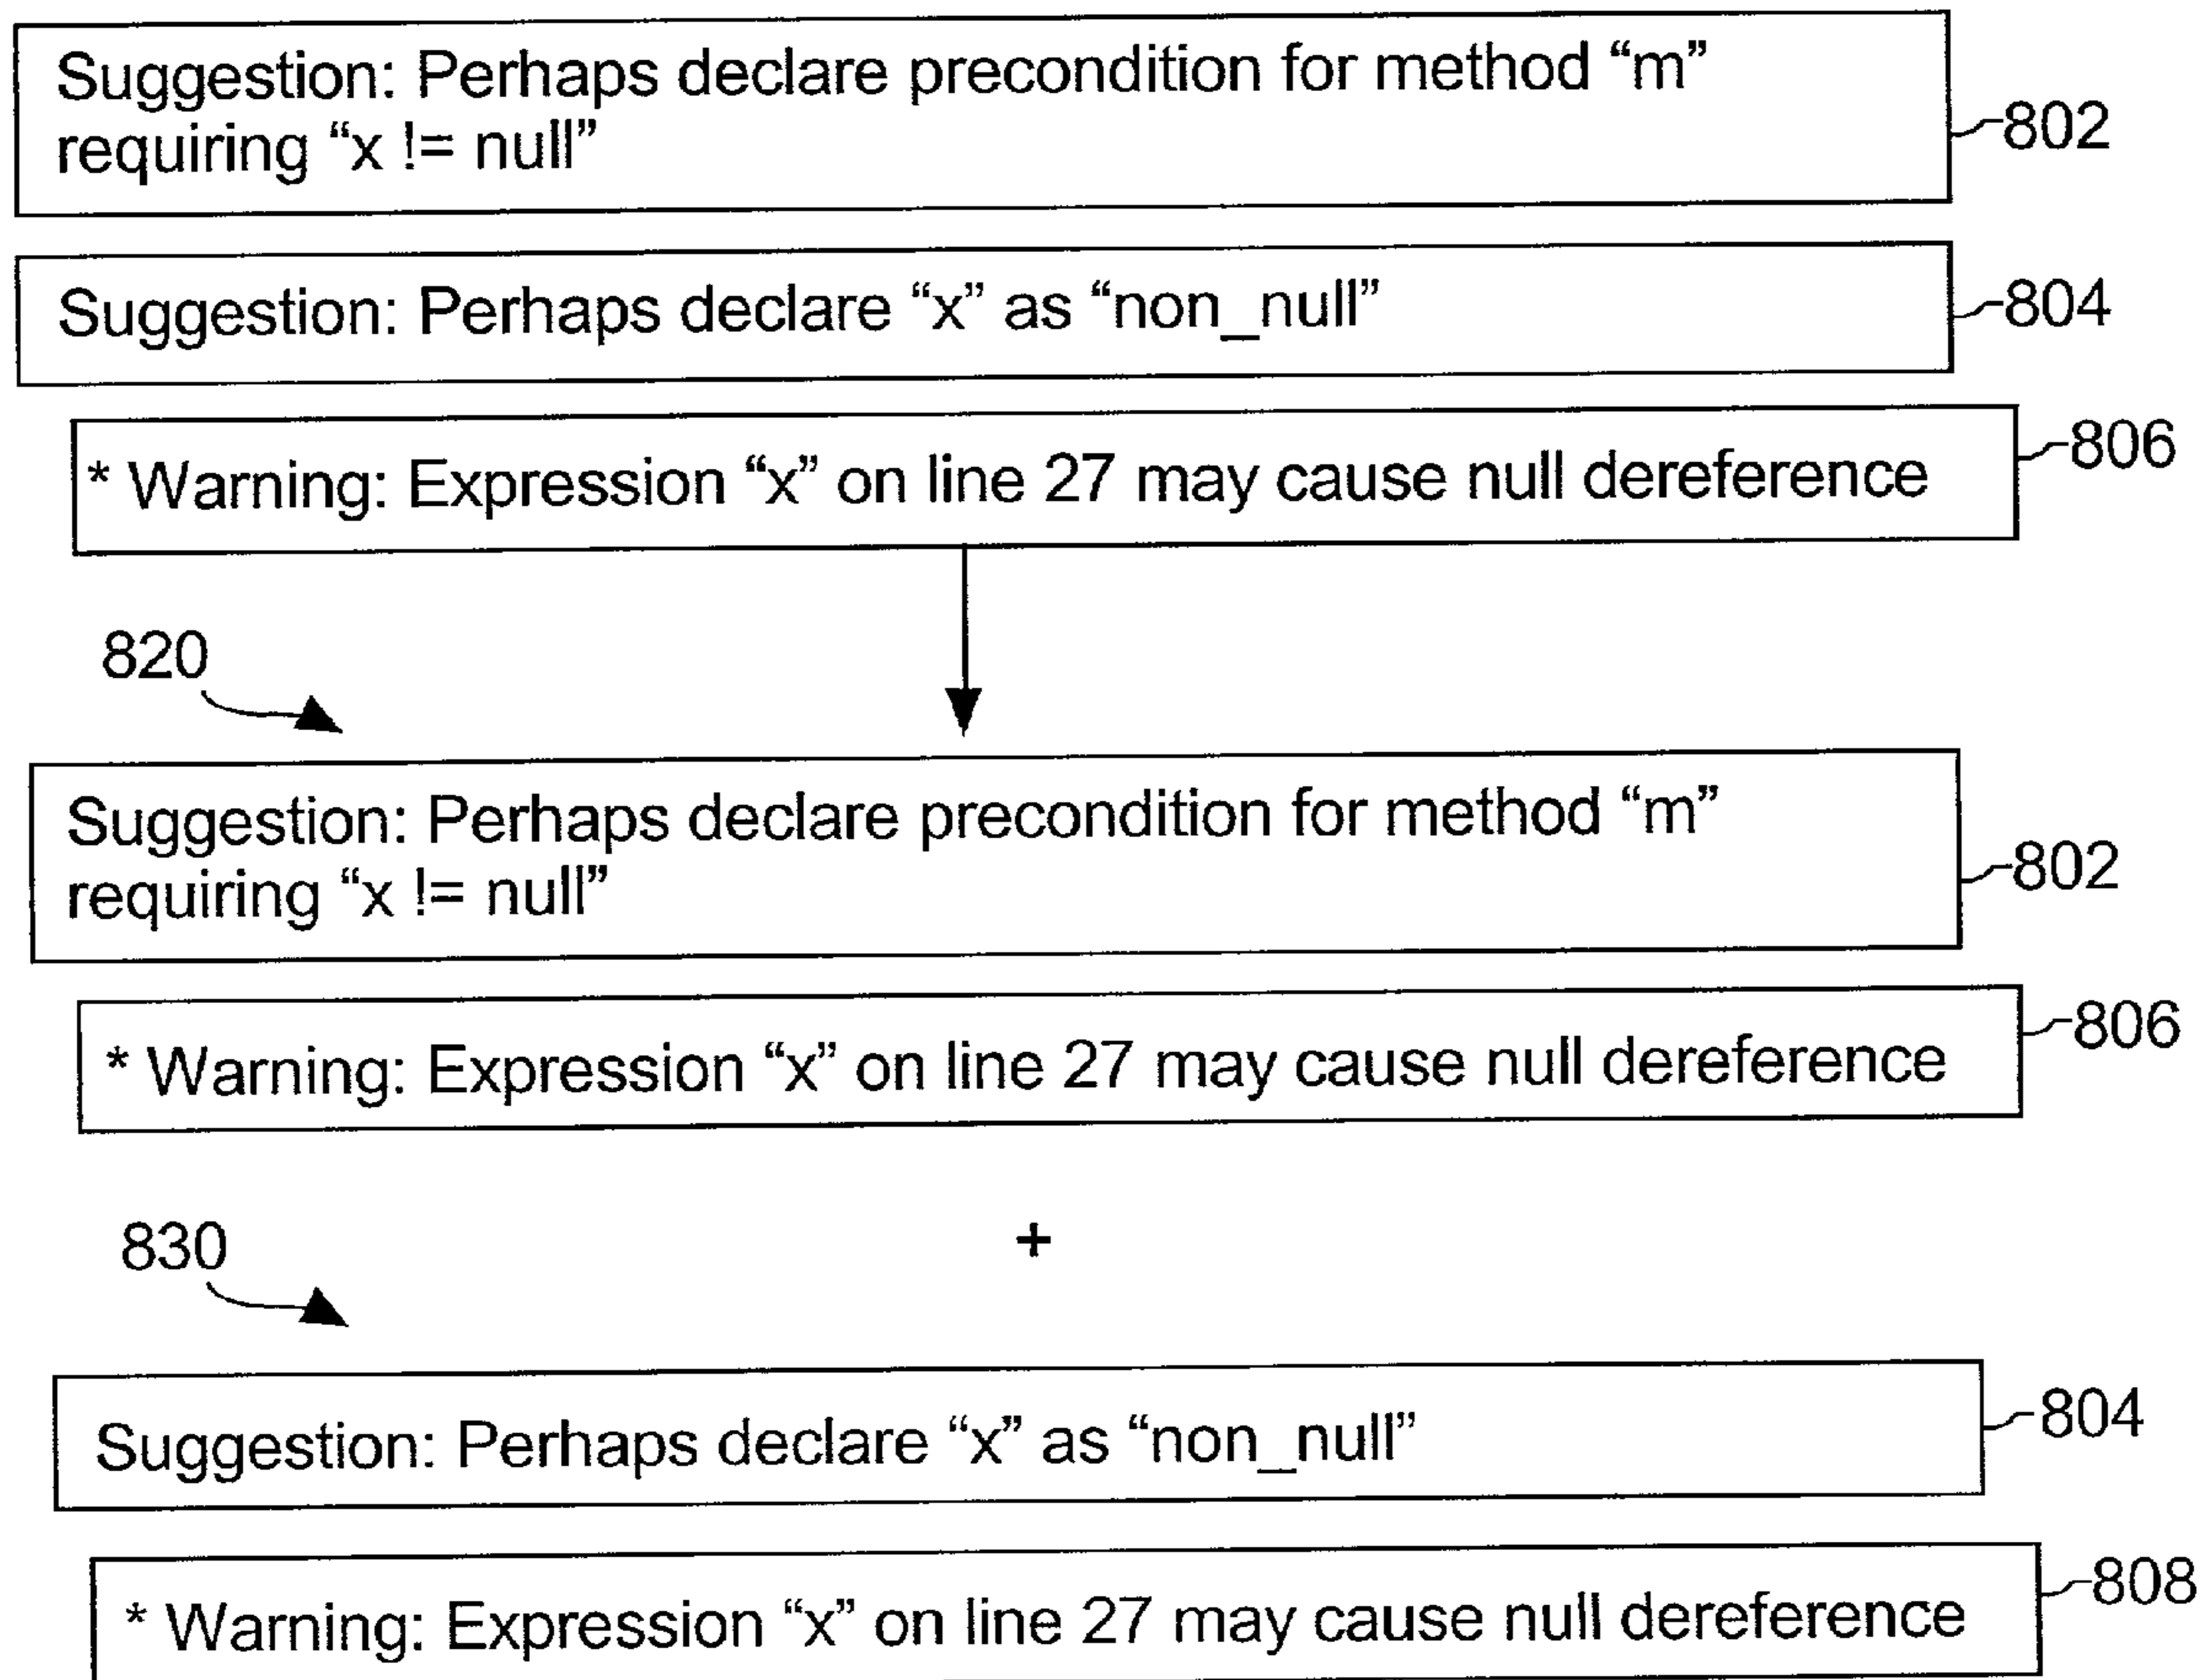 Suggestion: Perhaps declare precondition for method “m”
requiring “x != null”
802
Suggestion: Perhaps declare “x” as “non_null”
804
* Warning: Expression “x” on line 27 may cause null dereference
806
820
Suggestion: Perhaps declare precondition for method “m”
requiring “x != null”
802
* Warning: Expression “x” on line 27 may cause null dereference
806
830
+
Suggestion: Perhaps declare “x” as “non_null”
804
* Warning: Expression “x” on line 27 may cause null dereference
808